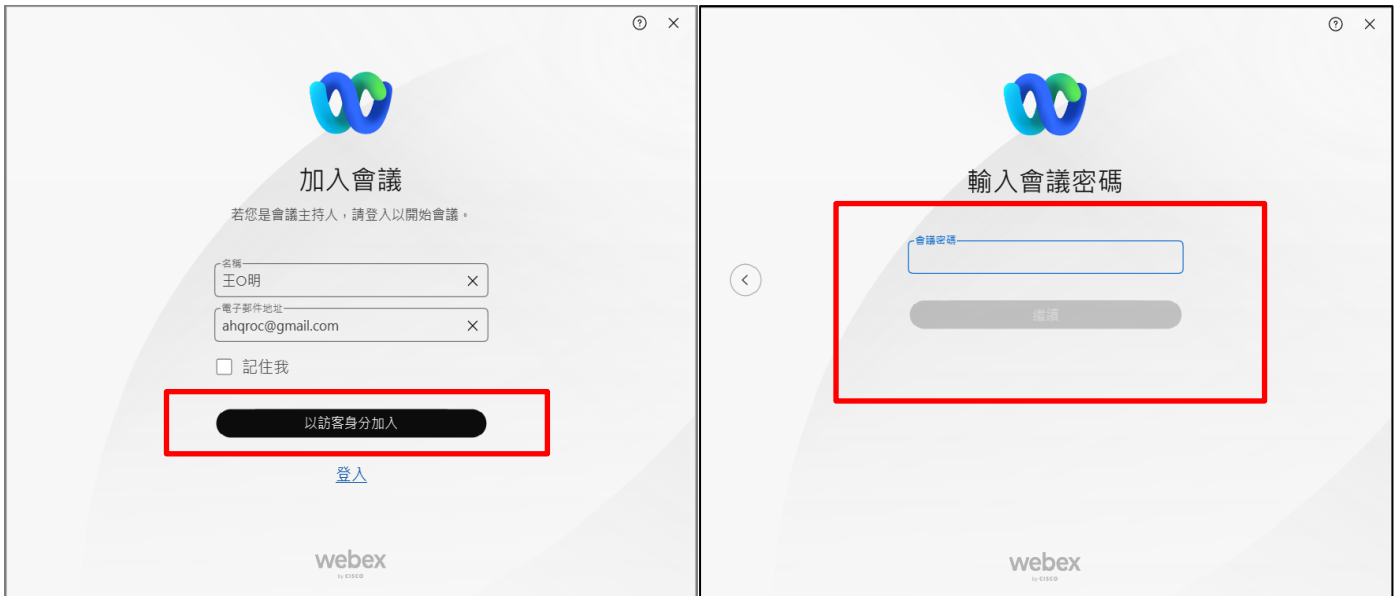 加入會議
若您是會議主持人，請登入以開始會議。
名稱
王O明
電子郵件地址
ahqroc@gmail.com
記住我
以訪客身分加入
登入
webex
by CISCO
輸入會議密碼
會議密碼
繼續
webex
by CISCO